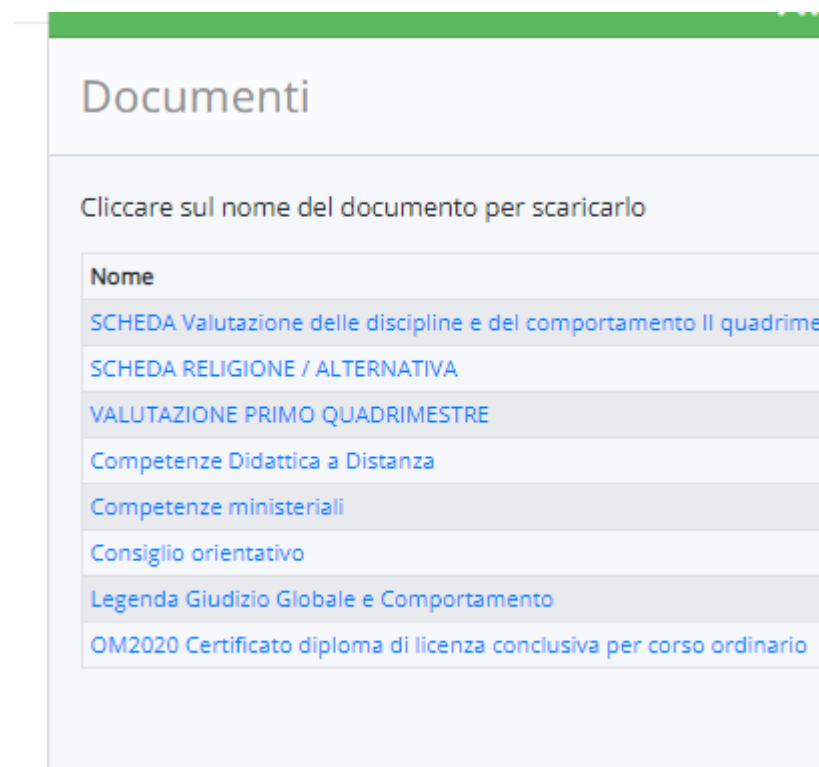 Documenti
Cliccare sul nome del documento per scaricarlo
Nome
SCHEDA Valutazione delle discipline e del comportamento II
SCHEDA RELIGIONE / ALTERNATIVA
VALUTAZIONE PRIMO QUADRIMESTRE
Competenze Didattica a Distanza
Competenze ministeriali
Consiglio orientativo
Legenda Giudizio Globale e Comportamento
OM2020 Certificato diploma di licenza conclusiva per corso ordinario